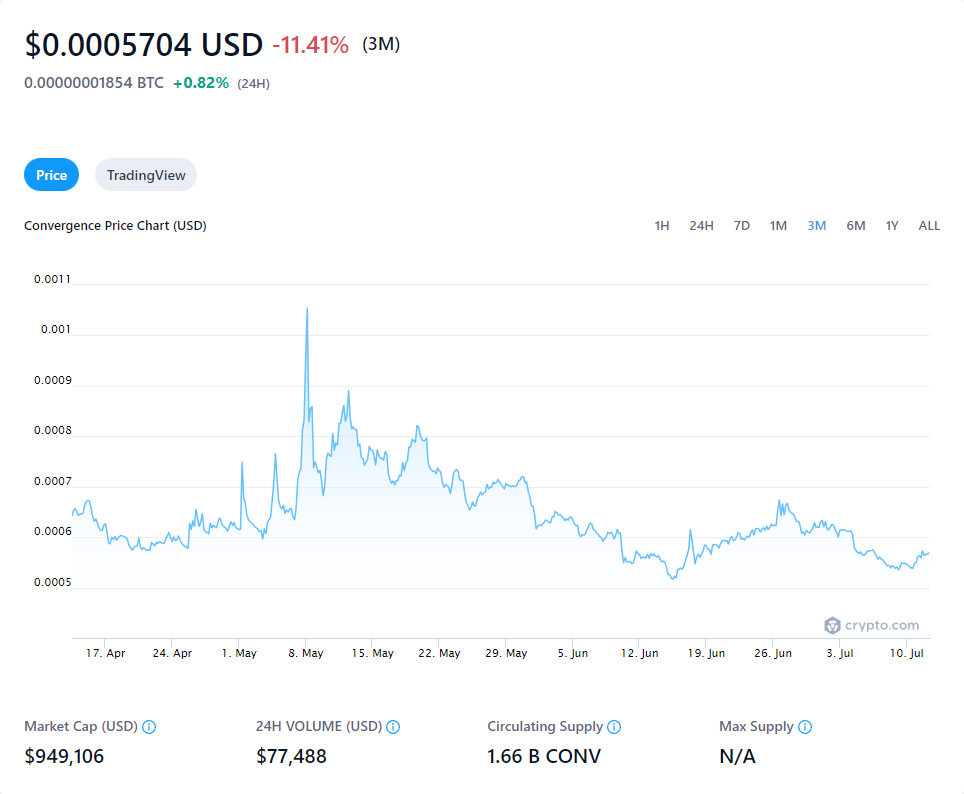 $0.0005704 USD -11.41% (3M)
0.00000001854 BTC +0.82% (24H)
Price TradingView
Convergence Price Chart (USD) 1H 24H 7D 1M 3M 6M 1Y ALL
0.0011
0.001
0.0009
0.0008
0.0007
0.0006
0.0005
crypto.com
17. Apr 24. Apr 1. May 8. May 15. May 22. May 29. May 5. Jun 12. Jun 19. Jun 26. Jun 3. Jul 10. Jul
Market Cap (USD) 24H VOLUME (USD) Circulating Supply Max Supply
$949,106 $77,488 1.66 B CONV N/A